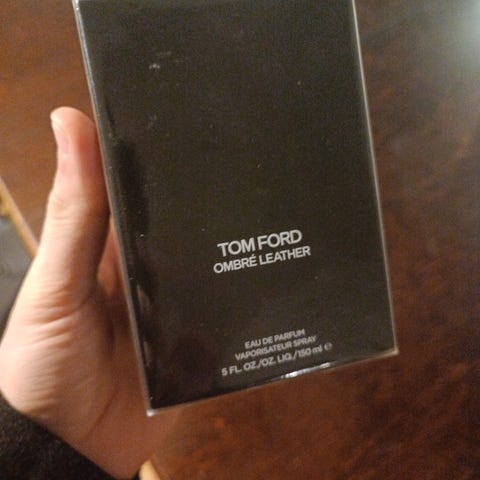 TOM FORD
OMBRÉ LEATHER
EAU DE PARFUM
VAPORISATEUR SPRAY
5 FL. OZ./OZ. LIQ./150 ml ℮